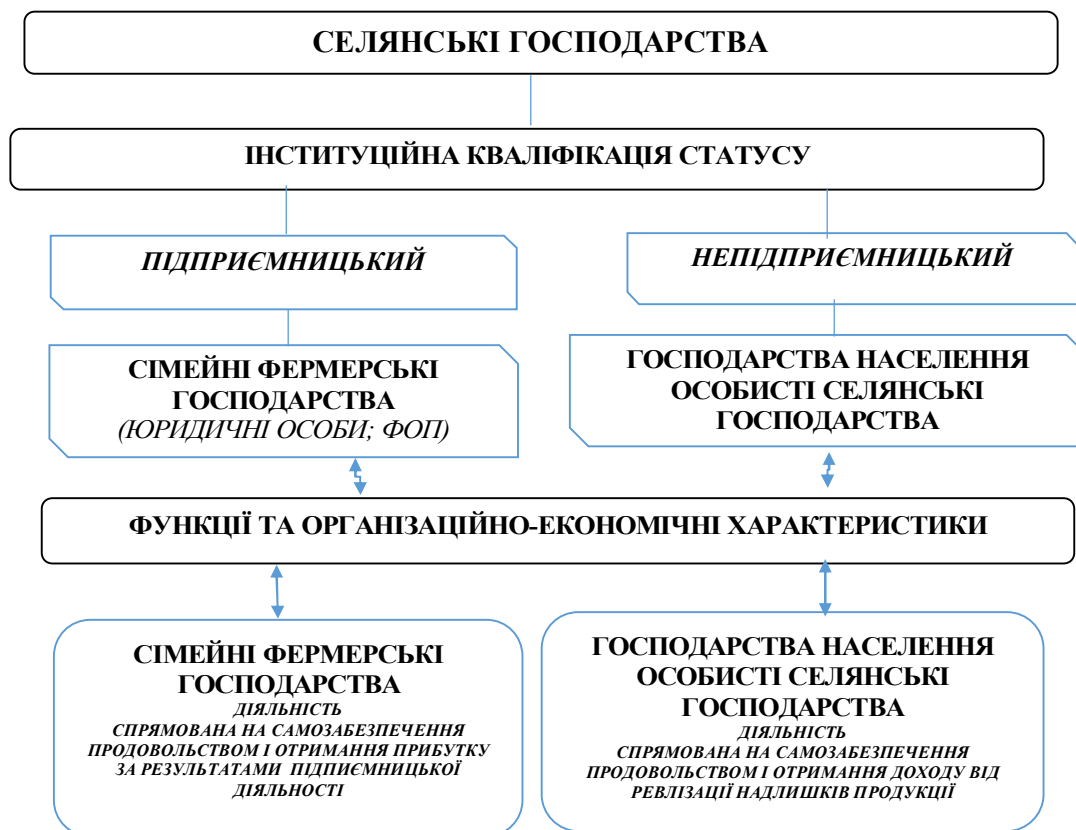 СЕЛЯНСЬКІ ГОСПОДАРСТВА
ІНСТИТУЦІЙНА КВАЛІФІКАЦІЯ СТАТУСУ
ПІДПРИЄМНИЦЬКИЙ
НЕПІДПРИЄМНИЦЬКИЙ
СІМЕЙНІ ФЕРМЕРСЬКІ
ГОСПОДАРСТВА
(ЮРИДИЧНІ ОСОБИ; ФОП)
ГОСПОДАРСТВА НАСЕЛЕННЯ
ОСОБИСТІ СЕЛЯНСЬКІ
ГОСПОДАРСТВА
ФУНКЦІЇ ТА ОРГАНІЗАЦІЙНО-ЕКОНОМІЧНІ ХАРАКТЕРИСТИКИ
СІМЕЙНІ ФЕРМЕРСЬКІ
ГОСПОДАРСТВА
ДІЯЛЬНІСТЬ
СПРЯМОВАНА НА САМОЗАБЕЗПЕЧЕННЯ
ПРОДОВОЛЬСТВОМ І ОТРИМАННЯ ПРИБУТКУ
ЗА РЕЗУЛЬТАТАМИ ПІДПИЄМНИЦЬКОЇ
ДІЯЛЬНОСТІ
ГОСПОДАРСТВА НАСЕЛЕННЯ
ОСОБИСТІ СЕЛЯНСЬКІ
ГОСПОДАРСТВА
ДІЯЛЬНІСТЬ
СПРЯМОВАНА НА САМОЗАБЕЗПЕЧЕННЯ
ПРОДОВОЛЬСТВОМ І ОТРИМАННЯ ДОХОДУ ВІД
РЕВЛІЗАЦІЇ НАДЛИШКІВ ПРОДУКЦІЇ